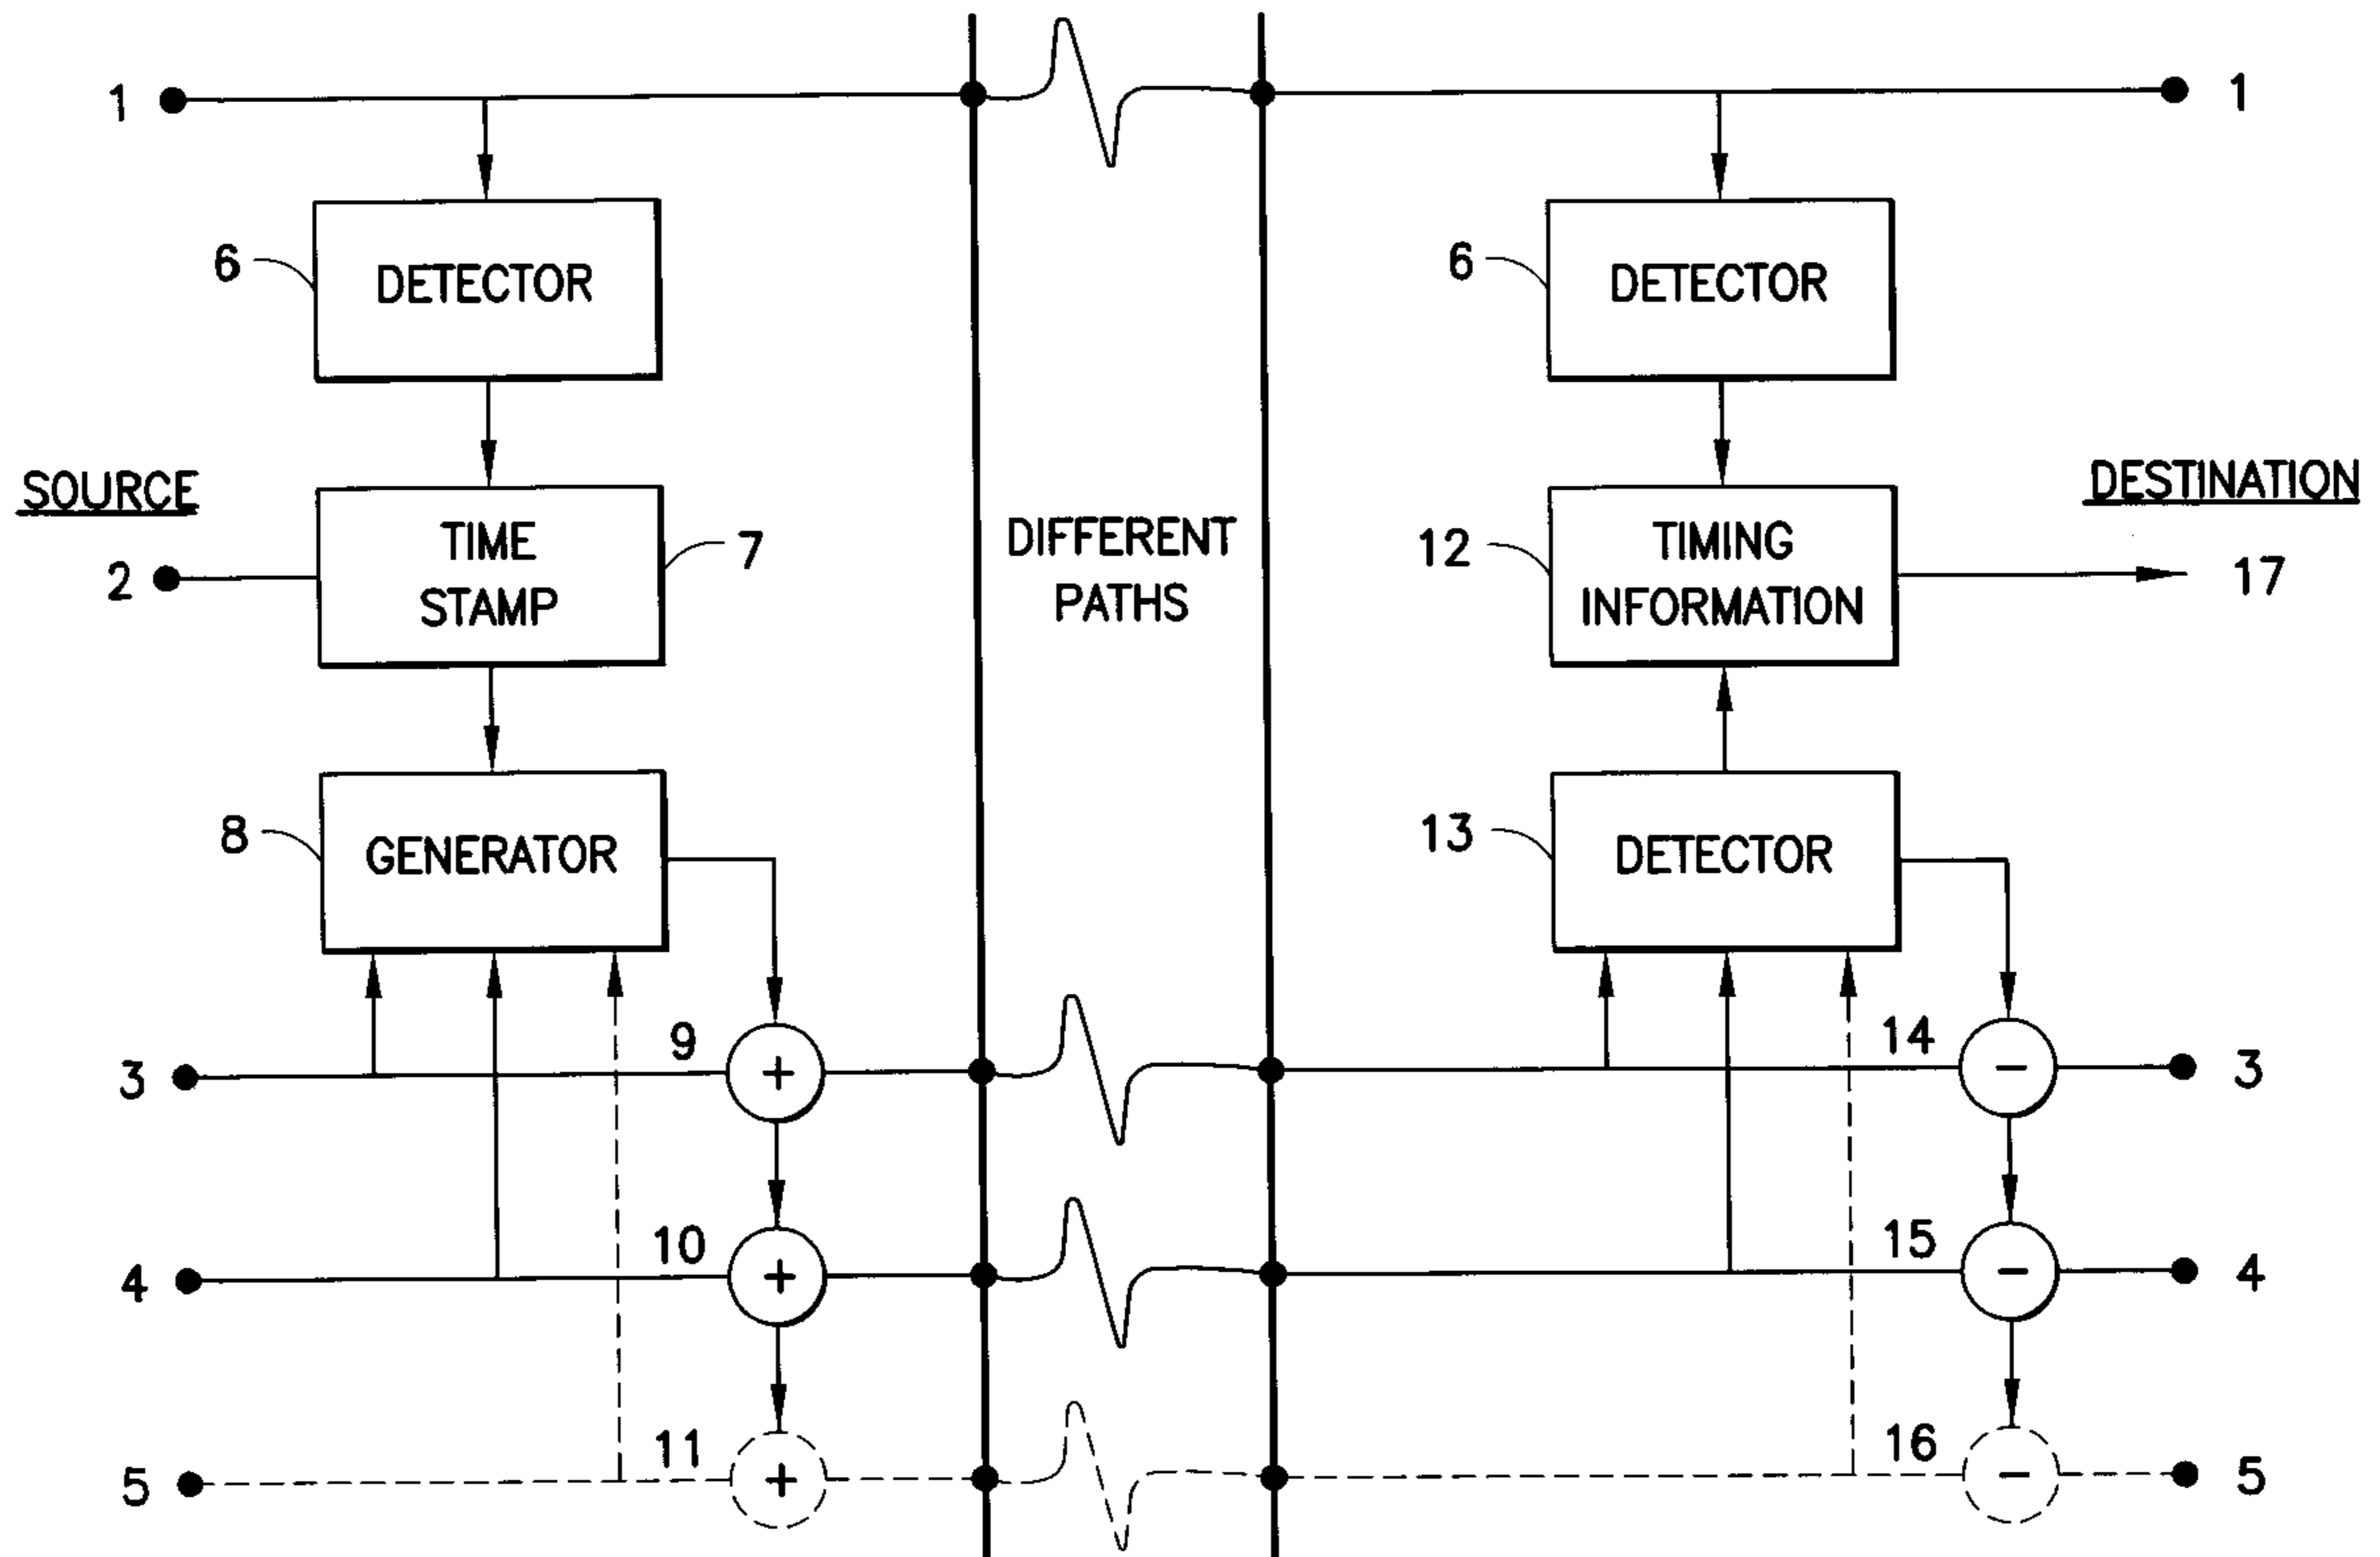 1
1
6
DETECTOR
6
DETECTOR
SOURCE
DESTINATION
2
TIME
STAMP
7
DIFFERENT
PATHS
12
TIMING
INFORMATION
17
8
GENERATOR
13
DETECTOR
3
9
+
14
−
3
4
10
+
15
−
4
5
11
+
16
−
5